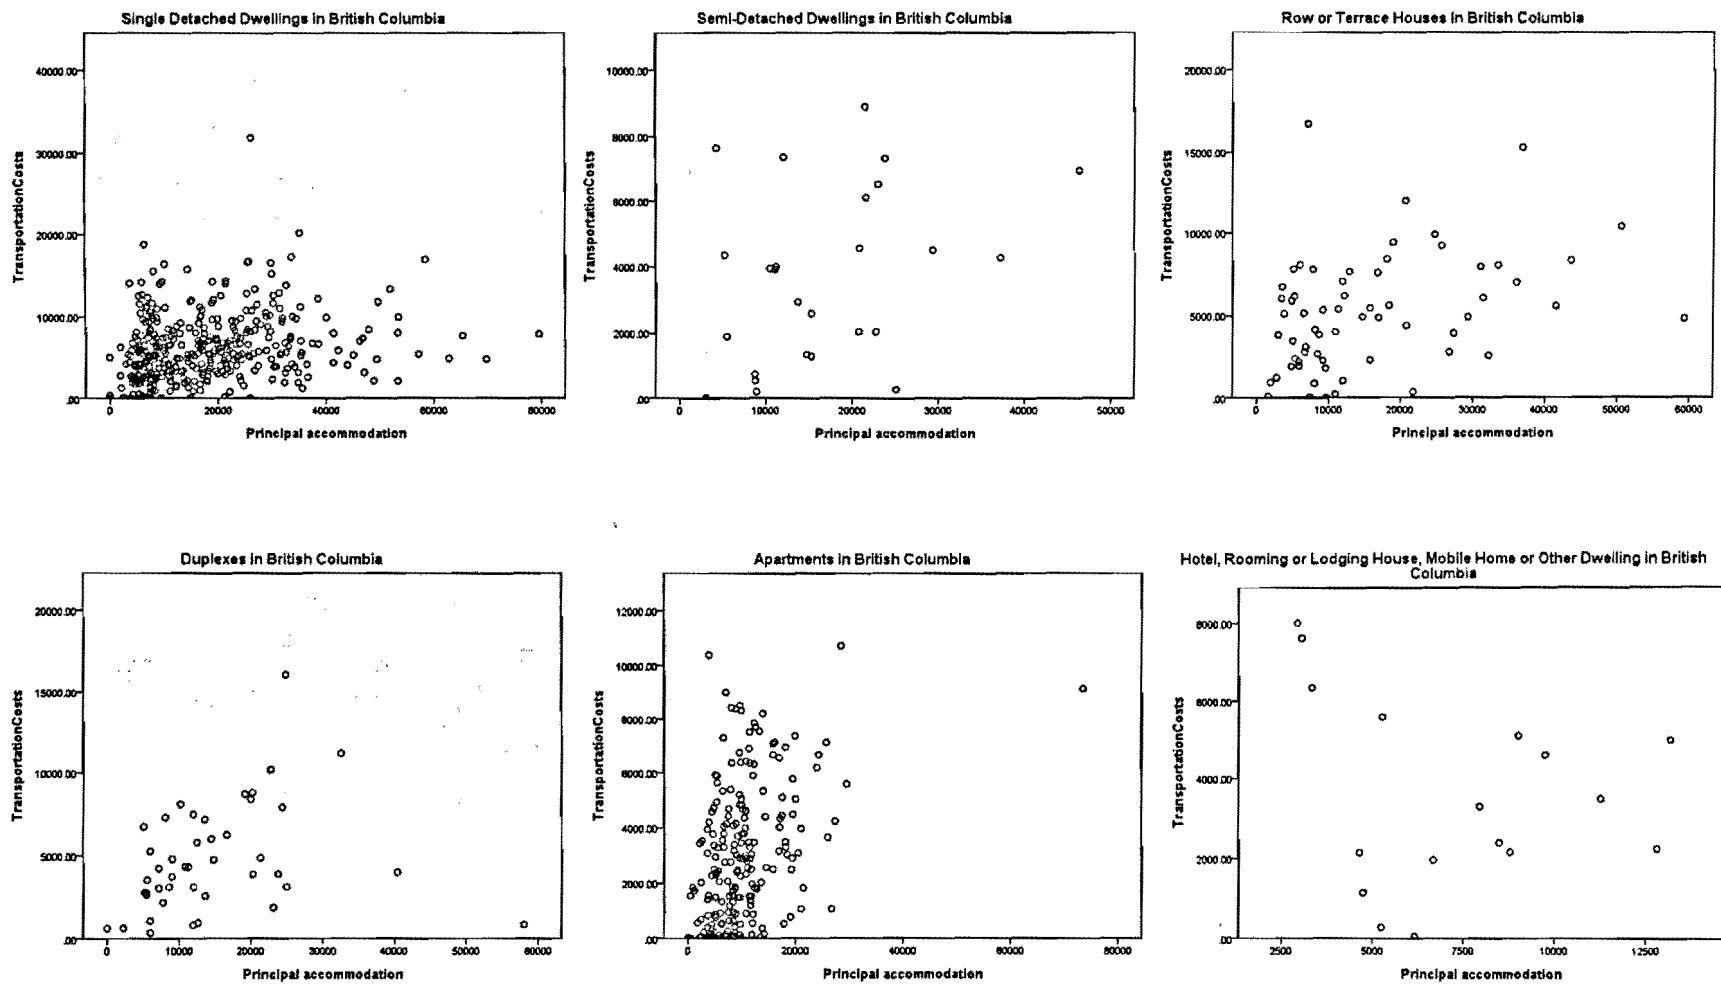 Single Detached Dwellings in British Columbia
TransportationCosts
40000.00
30000.00
20000.00
10000.00
.00
0 20000 40000 60000 80000
Principal accommodation
Semi-Detached Dwellings in British Columbia
TransportationCosts
10000.00
8000.00
6000.00
4000.00
2000.00
.00
0 10000 20000 30000 40000 50000
Principal accommodation
Row or Terrace Houses in British Columbia
TransportationCosts
20000.00
15000.00
10000.00
5000.00
.00
0 10000 20000 30000 40000 50000 60000
Principal accommodation
Duplexes in British Columbia
TransportationCosts
20000.00
15000.00
10000.00
5000.00
.00
0 10000 20000 30000 40000 50000 60000
Principal accommodation
Apartments in British Columbia
TransportationCosts
12000.00
10000.00
8000.00
6000.00
4000.00
2000.00
.00
0 20000 40000 60000 80000
Principal accommodation
Hotel, Rooming or Lodging House, Mobile Home or Other Dwelling in British
Columbia
TransportationCosts
8000.00
6000.00
4000.00
2000.00
.00
2500 5000 7500 10000 12500
Principal accommodation